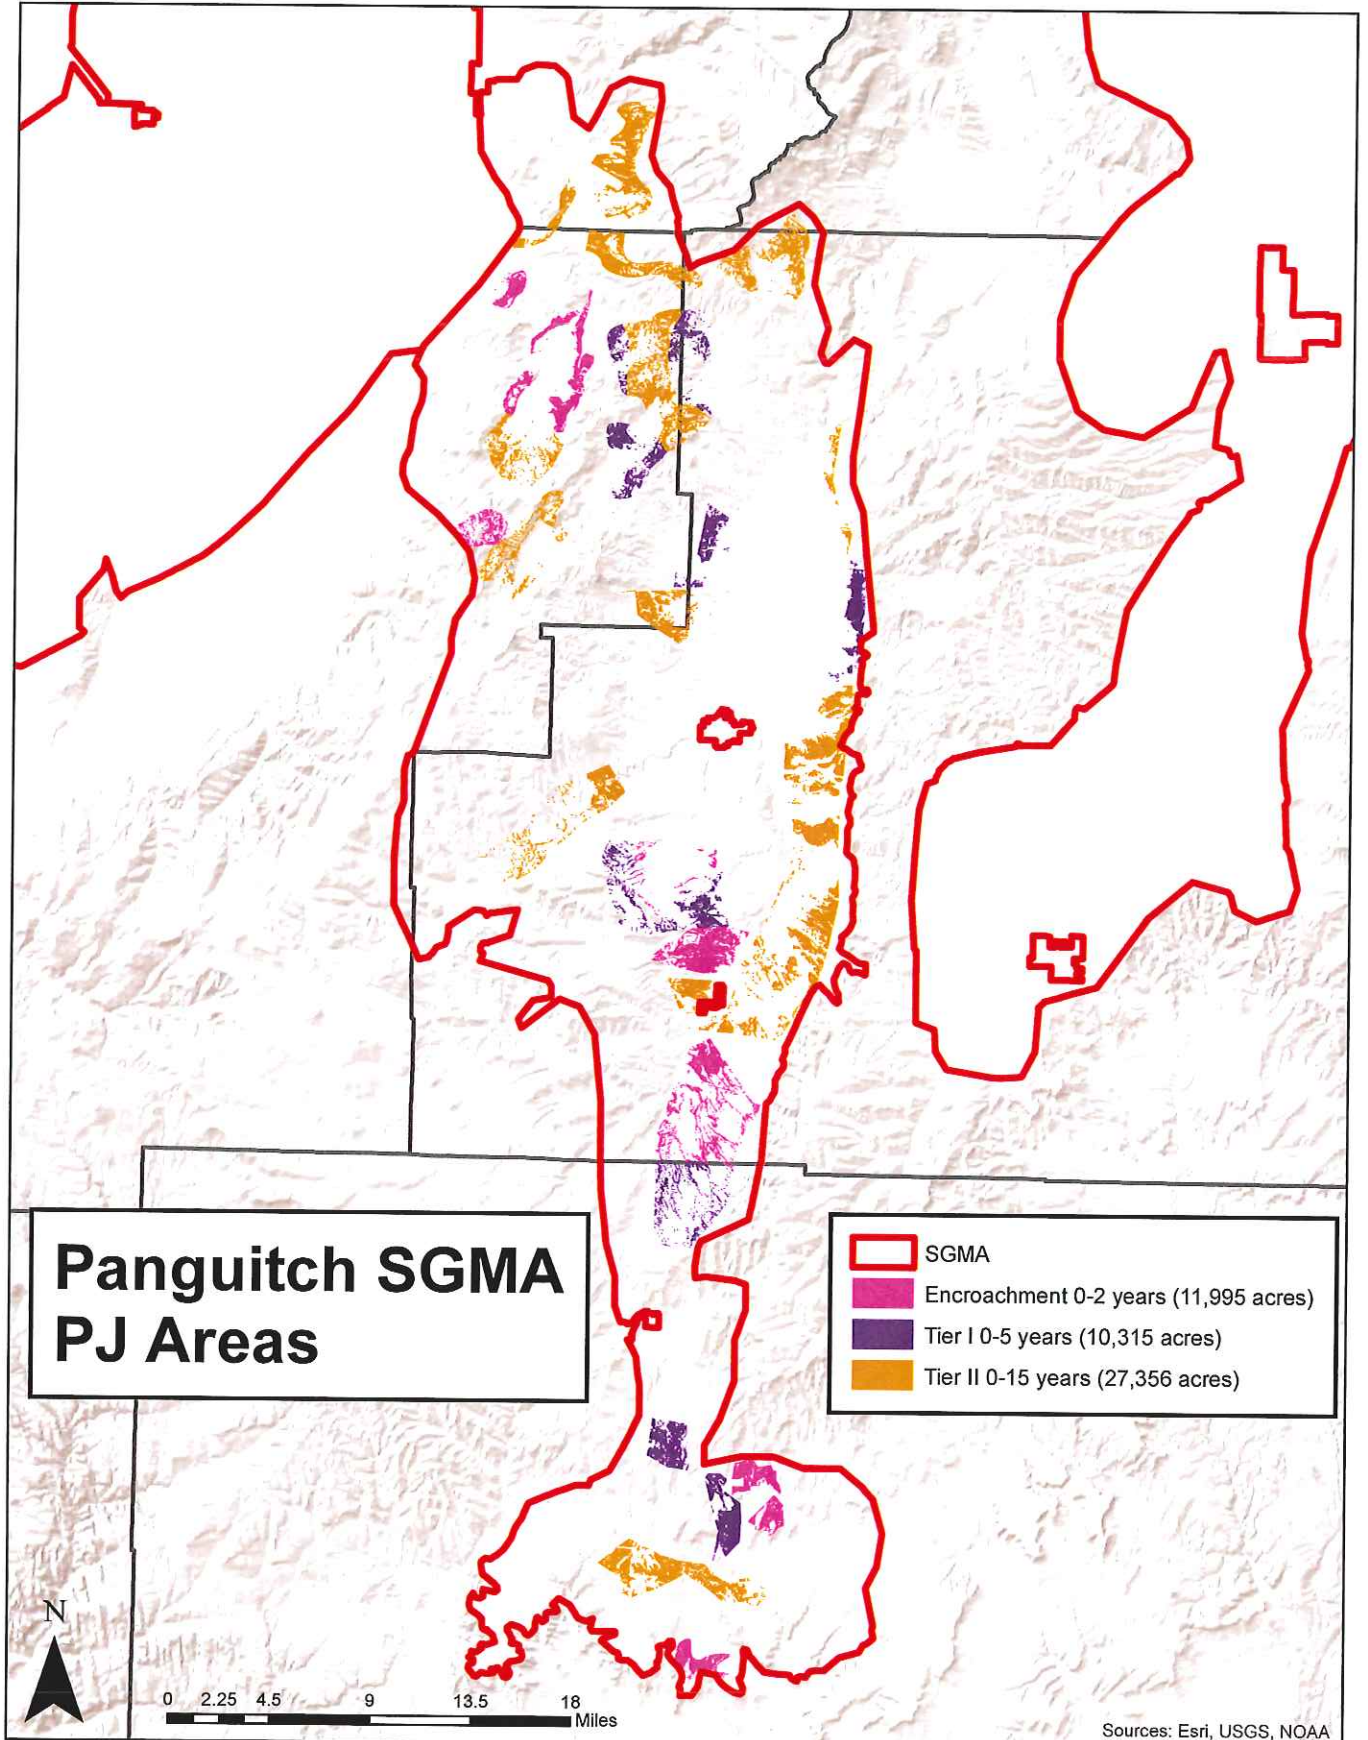 Panguitch SGMA
PJ Areas
SGMA
Encroachment 0-2 years (11,995 acres)
Tier I 0-5 years (10,315 acres)
Tier II 0-15 years (27,356 acres)
N
0 2.25 4.5 9 13.5 18
Miles
Sources: Esri, USGS, NOAA